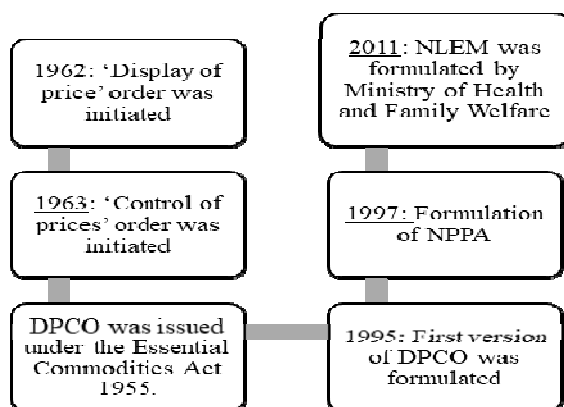 1962: ‘Display of
price’ order was
initiated
1963: ‘Control of
prices’ order was
initiated
DPCO was issued
under the Essential
Commodities Act
1955.
1995: First version
of DPCO was
formulated
1997: Formulation
of NPPA
2011: NLEM was
formulated by
Ministry of Health
and Family Welfare